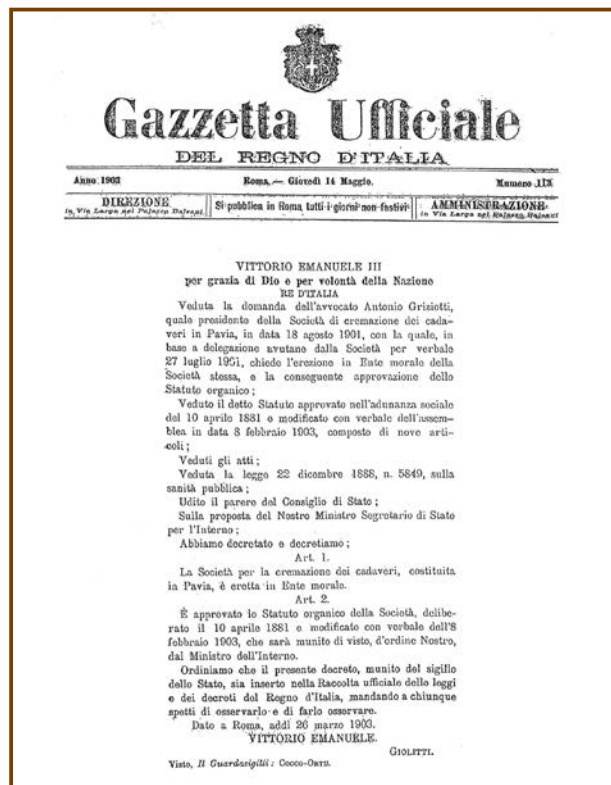 Gazzetta Ufficiale
DEL REGNO D'ITALIA
Anno 1903 Roma — Giovedì 14 Maggio. Numero 113
DIREZIONE Si pubblica in Roma tutti i giorni non festivi AMMINISTRAZIONE
in Via Larga nel Palazzo Baleani in Via Larga nel Palazzo Baleani
VITTORIO EMANUELE III
per grazia di Dio e per volontà della Nazione
RE D'ITALIA
Veduta la domanda dell'avvocato Antonio Griziotti,
quale presidente della Società di cremazione dei cada-
veri in Pavia, in data 18 agosto 1901, con la quale, in
base a delegazione avutane dalla Società per verbale
27 luglio 1901, chiede l'erezione in Ente morale della
Società stessa, e la conseguente approvazione dello
Statuto organico;
Veduto il detto Statuto approvato nell'adunanza sociale
del 10 aprile 1881 e modificato con verbale dell'assem-
blea in data 8 febbraio 1903, composto di nove arti-
coli;
Veduti gli atti;
Veduta la legge 22 dicembre 1888, n. 5849, sulla
sanità pubblica;
Udito il parere del Consiglio di Stato;
Sulla proposta del Nostro Ministro Segretario di Stato
per l'Interno;
Abbiamo decretato e decretiamo;
Art. 1.
La Società per la cremazione dei cadaveri, costituita
in Pavia, è eretta in Ente morale.
Art. 2.
È approvato lo Statuto organico della Società, delibe-
rato il 10 aprile 1881 e modificato con verbale dell'8
febbraio 1903, che sarà munito di visto, d'ordine Nostro,
dal Ministro dell'Interno.
Ordiniamo che il presente decreto, munito del sigillo
dello Stato, sia inserto nella Raccolta ufficiale delle leggi
e dei decreti del Regno d'Italia, mandando a chiunque
spetti di osservarlo e di farlo osservare.
Dato a Roma, addì 26 marzo 1903.
VITTORIO EMANUELE.
GIOLITTI.
Visto, Il Guardasigilli: COCCO-ORTU.